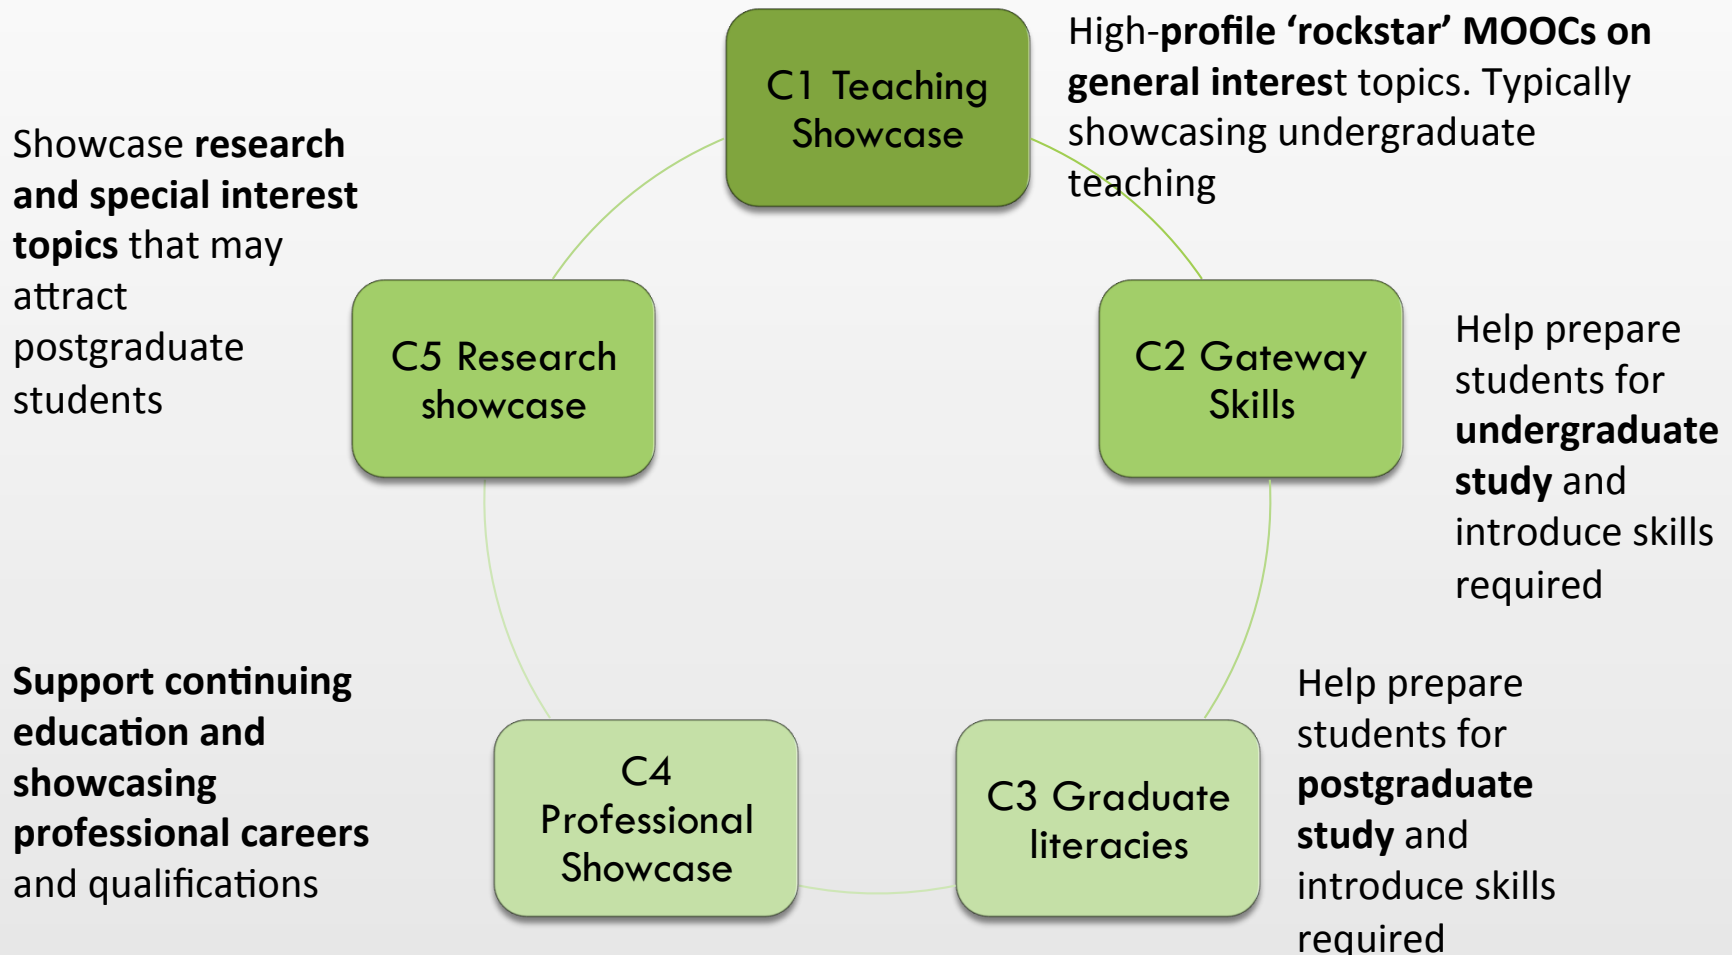 C1 Teaching
Showcase
High-profile ‘rockstar’ MOOCs on
general interest topics. Typically
showcasing undergraduate
teaching
C2 Gateway
Skills
Help prepare
students for
undergraduate
study and
introduce skills
required
C3 Graduate
literacies
Help prepare
students for
postgraduate
study and
introduce skills
required
C4
Professional
Showcase
Support continuing
education and
showcasing
professional careers
and qualifications
C5 Research
showcase
Showcase research
and special interest
topics that may
attract
postgraduate
students